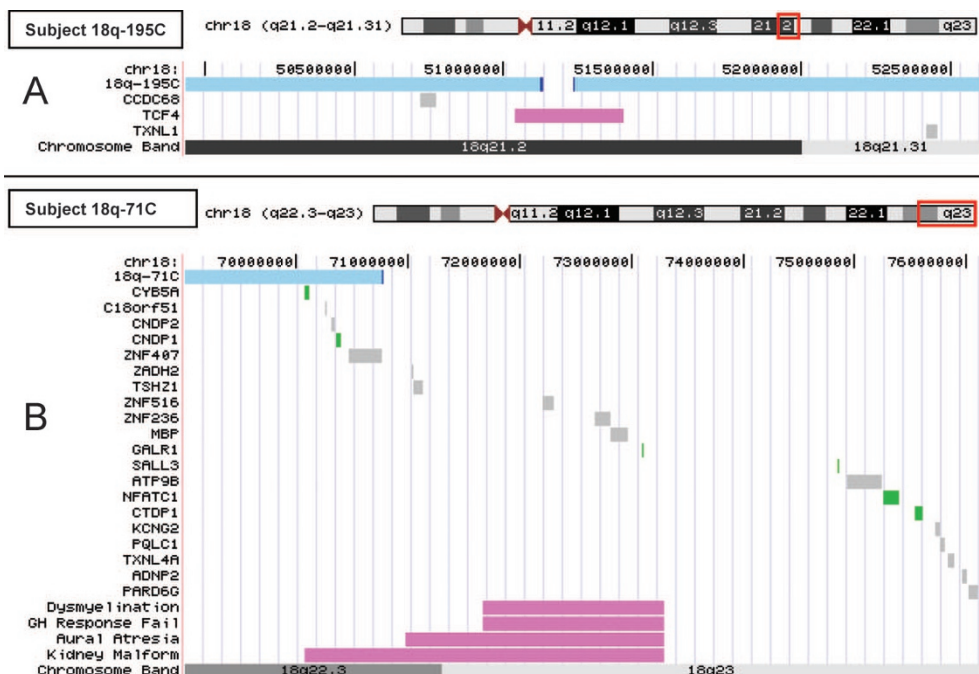 Subject 18q-195C
chr18 (q21.2-q21.31) 11.2 q12.1 q12.3 21 2 22.1 q23
A
chr18: 50500000 51000000 51500000 52000000 52500000
18q-195C
CCDC68
TCF4
TXNL1
Chromosome Band 18q21.2 18q21.31
Subject 18q-71C
chr18 (q22.3-q23) q11.2 q12.1 q12.3 21.2 22.1 q23
B
chr18: 70000000 71000000 72000000 73000000 74000000 75000000 76000000
18q-71C
CYB5A
C18orf51
CNDP2
CNDP1
ZNF407
ZADH2
TSHZ1
ZNF516
ZNF236
MBP
GALR1
SALL3
ATP9B
NFATC1
CTDP1
KCNG2
PQLC1
TXNL4A
ADNP2
PARD6G
Dysmyelination
GH Response Fail
Aural Atresia
Kidney Malform
Chromosome Band 18q22.3 18q23